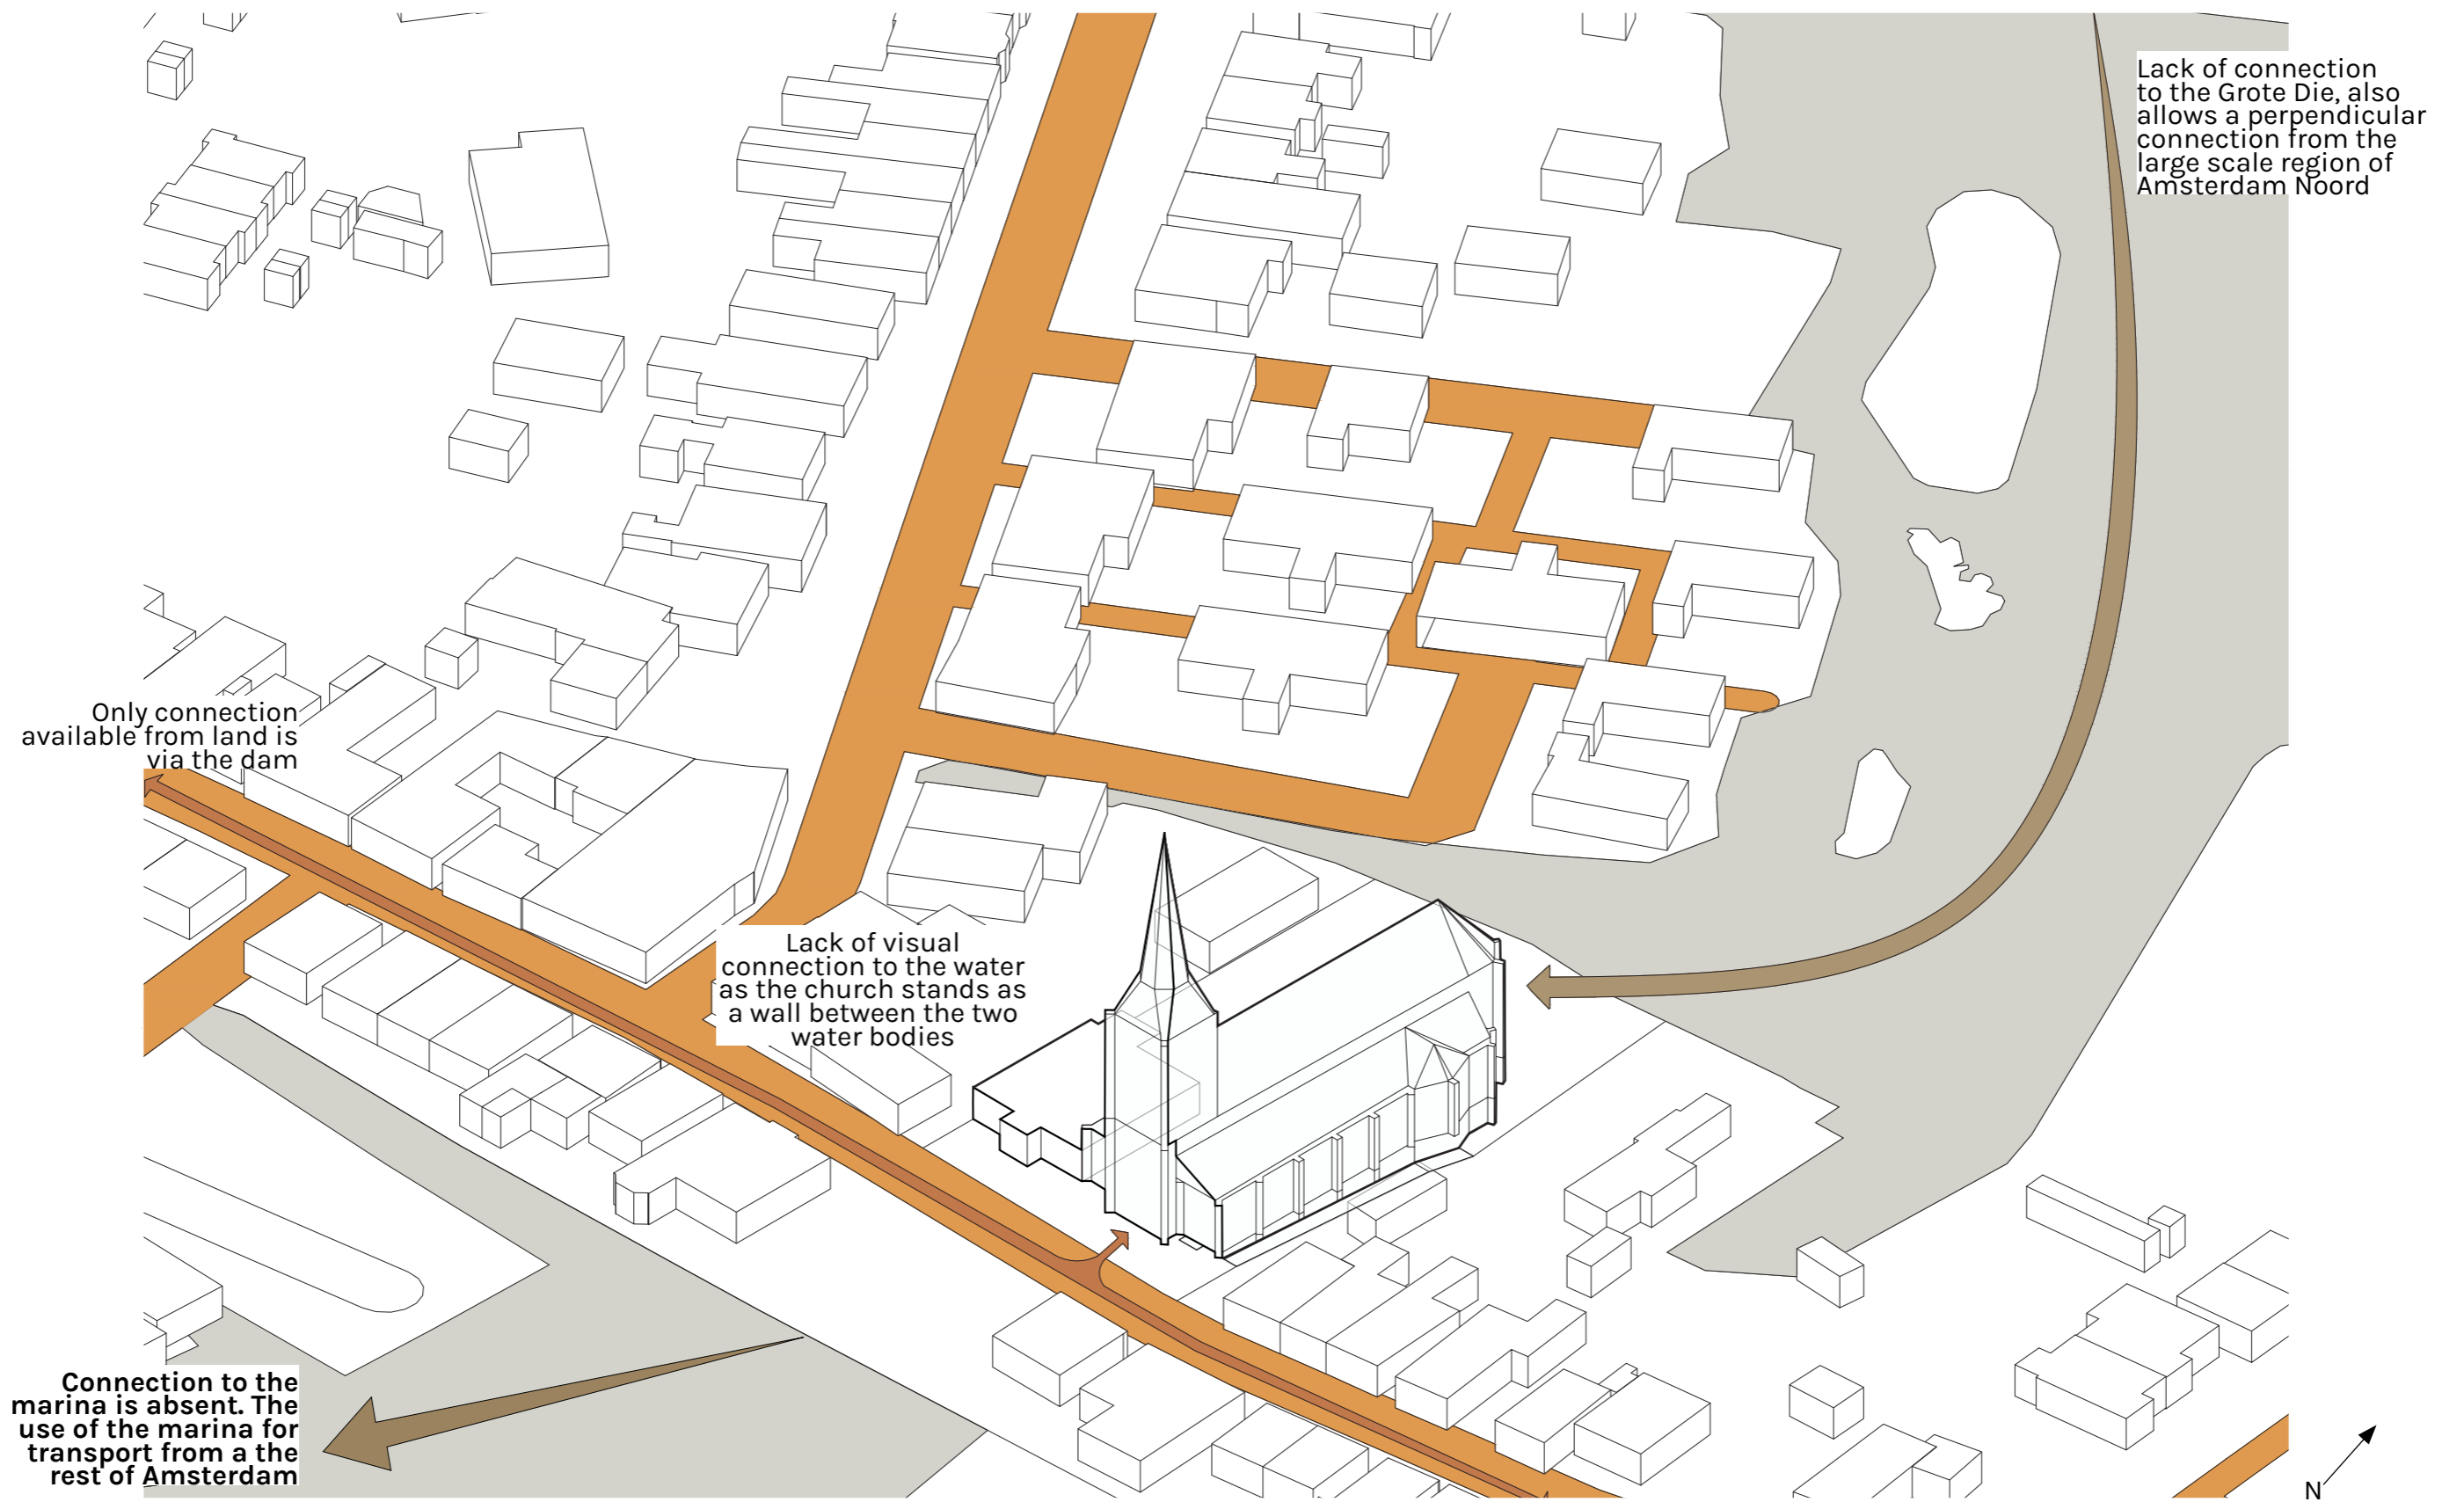 Lack of connection
to the Grote Die, also
allows a perpendicular
connection from the
large scale region of
Amsterdam Noord
Only connection
available from land is
via the dam
Lack of visual
connection to the water
as the church stands as
a wall between the two
water bodies
Connection to the
marina is absent. The
use of the marina for
transport from a the
rest of Amsterdam
N